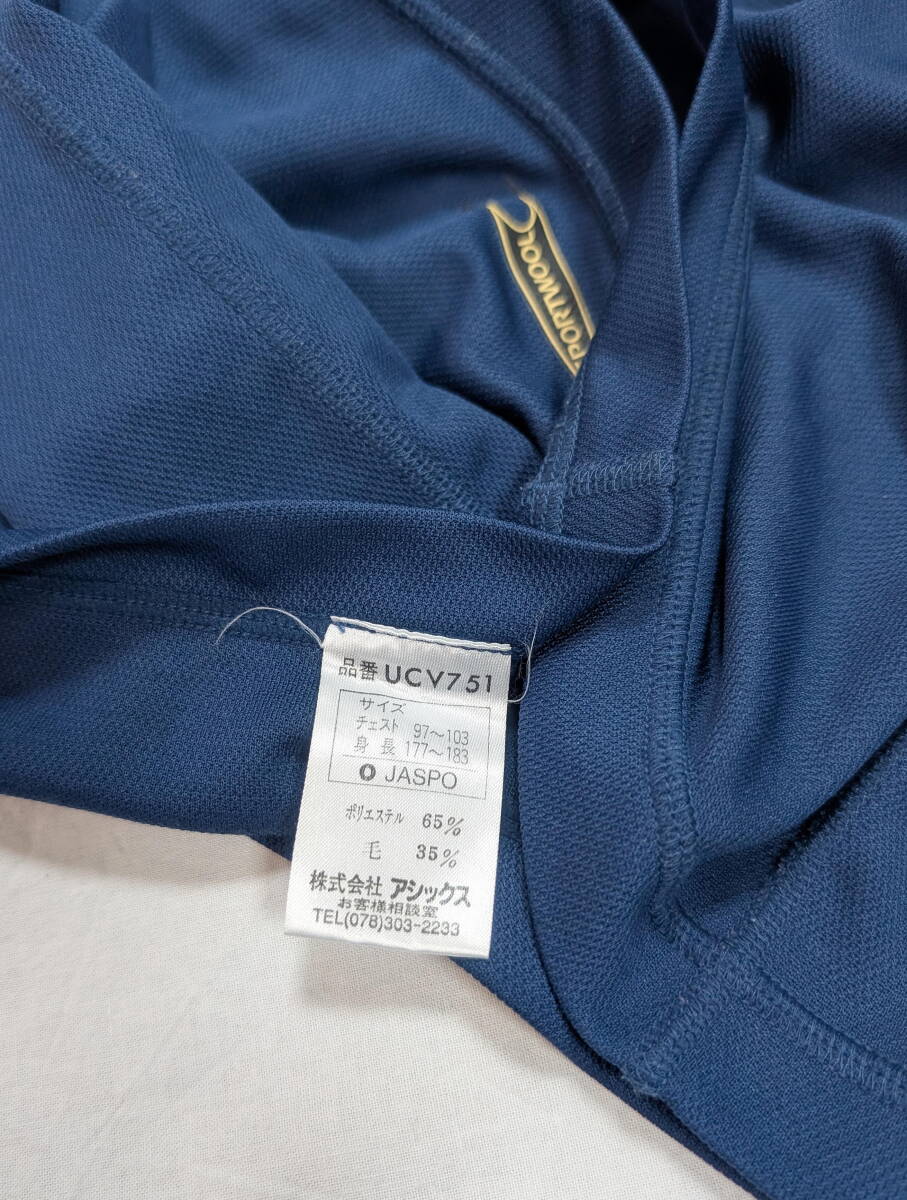 PORTWOOL
品番 UCV751
サイズ
チェスト 97～103
身長 177～183
O JASPO
ポリエステル 65%
毛 35%
株式会社 アシックス
お客様相談室
TEL(078)303-2233